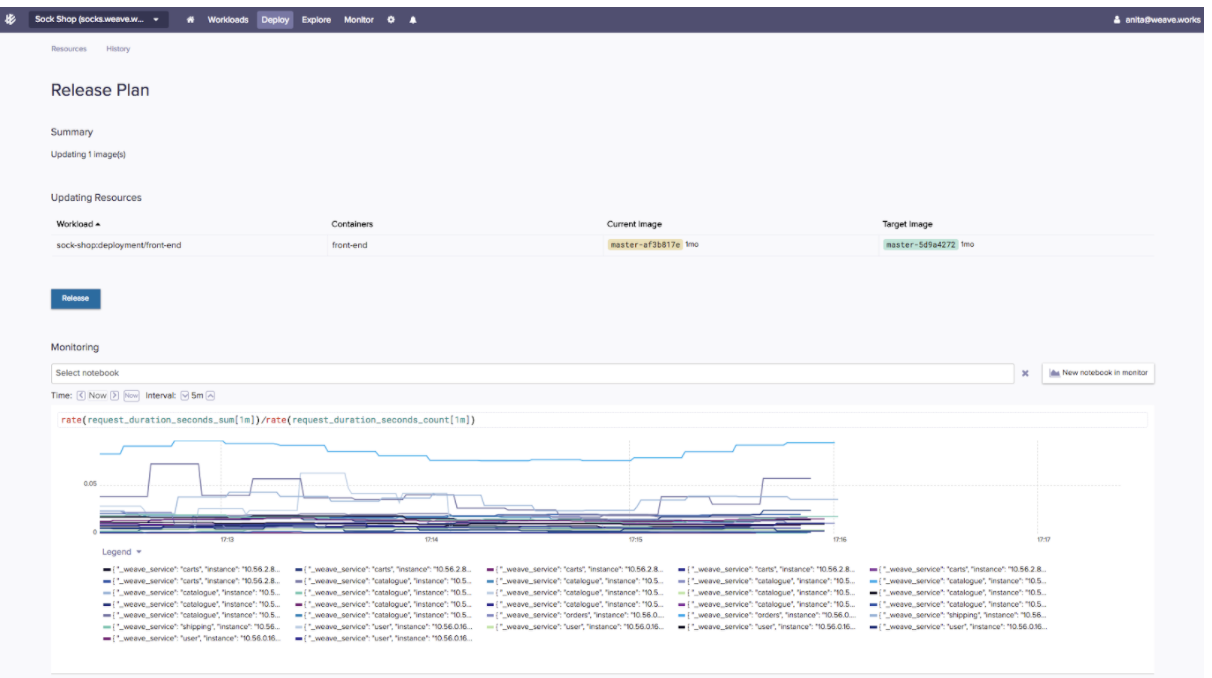 Sock Shop (socks.weave.w... Workloads Deploy Explore Monitor anita@weave.works
Resources History
Release Plan
Summary
Updating 1 image(s)
Updating Resources
Workload Containers Current Image Target Image
sock-shop:deployment/front-end front-end master-af3b817e 1mo master-5d9a4272 1mo
Release
Monitoring
Select notebook New notebook in monitor
Time: Now Now Interval: 5m
rate(request_duration_seconds_sum[1m])/rate(request_duration_seconds_count[1m])
0.05
0
17:13 17:14 17:15 17:16 17:17
Legend
{"_weave_service": "carts", "instance": "10.56.2.8... {"_weave_service": "carts", "instance": "10.56.2.8... {"_weave_service": "carts", "instance": "10.56.2.8... {"_weave_service": "carts", "instance": "10.56.2.8... {"_weave_service": "carts", "instance": "10.56.2.8...
{"_weave_service": "carts", "instance": "10.56.2.8... {"_weave_service": "catalogue", "instance": "10.5... {"_weave_service": "catalogue", "instance": "10.5... {"_weave_service": "catalogue", "instance": "10.5... {"_weave_service": "catalogue", "instance": "10.5...
{"_weave_service": "catalogue", "instance": "10.5... {"_weave_service": "catalogue", "instance": "10.5... {"_weave_service": "catalogue", "instance": "10.5... {"_weave_service": "catalogue", "instance": "10.5... {"_weave_service": "catalogue", "instance": "10.5...
{"_weave_service": "catalogue", "instance": "10.5... {"_weave_service": "catalogue", "instance": "10.5... {"_weave_service": "catalogue", "instance": "10.5... {"_weave_service": "catalogue", "instance": "10.5... {"_weave_service": "catalogue", "instance": "10.5...
{"_weave_service": "catalogue", "instance": "10.5... {"_weave_service": "catalogue", "instance": "10.5... {"_weave_service": "orders", "instance": "10.56.0... {"_weave_service": "orders", "instance": "10.56.0... {"_weave_service": "shipping", "instance": "10.56...
{"_weave_service": "shipping", "instance": "10.56... {"_weave_service": "user", "instance": "10.56.0.16... {"_weave_service": "user", "instance": "10.56.0.16... {"_weave_service": "user", "instance": "10.56.0.16... {"_weave_service": "user", "instance": "10.56.0.16...
{"_weave_service": "user", "instance": "10.56.0.16... {"_weave_service": "user", "instance": "10.56.0.16...